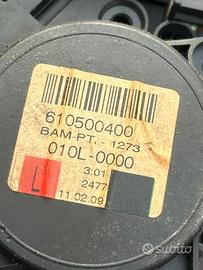 610500400
BAM-PT.-1273
010L-0000
3:01
L
2477
11.02.09
subito